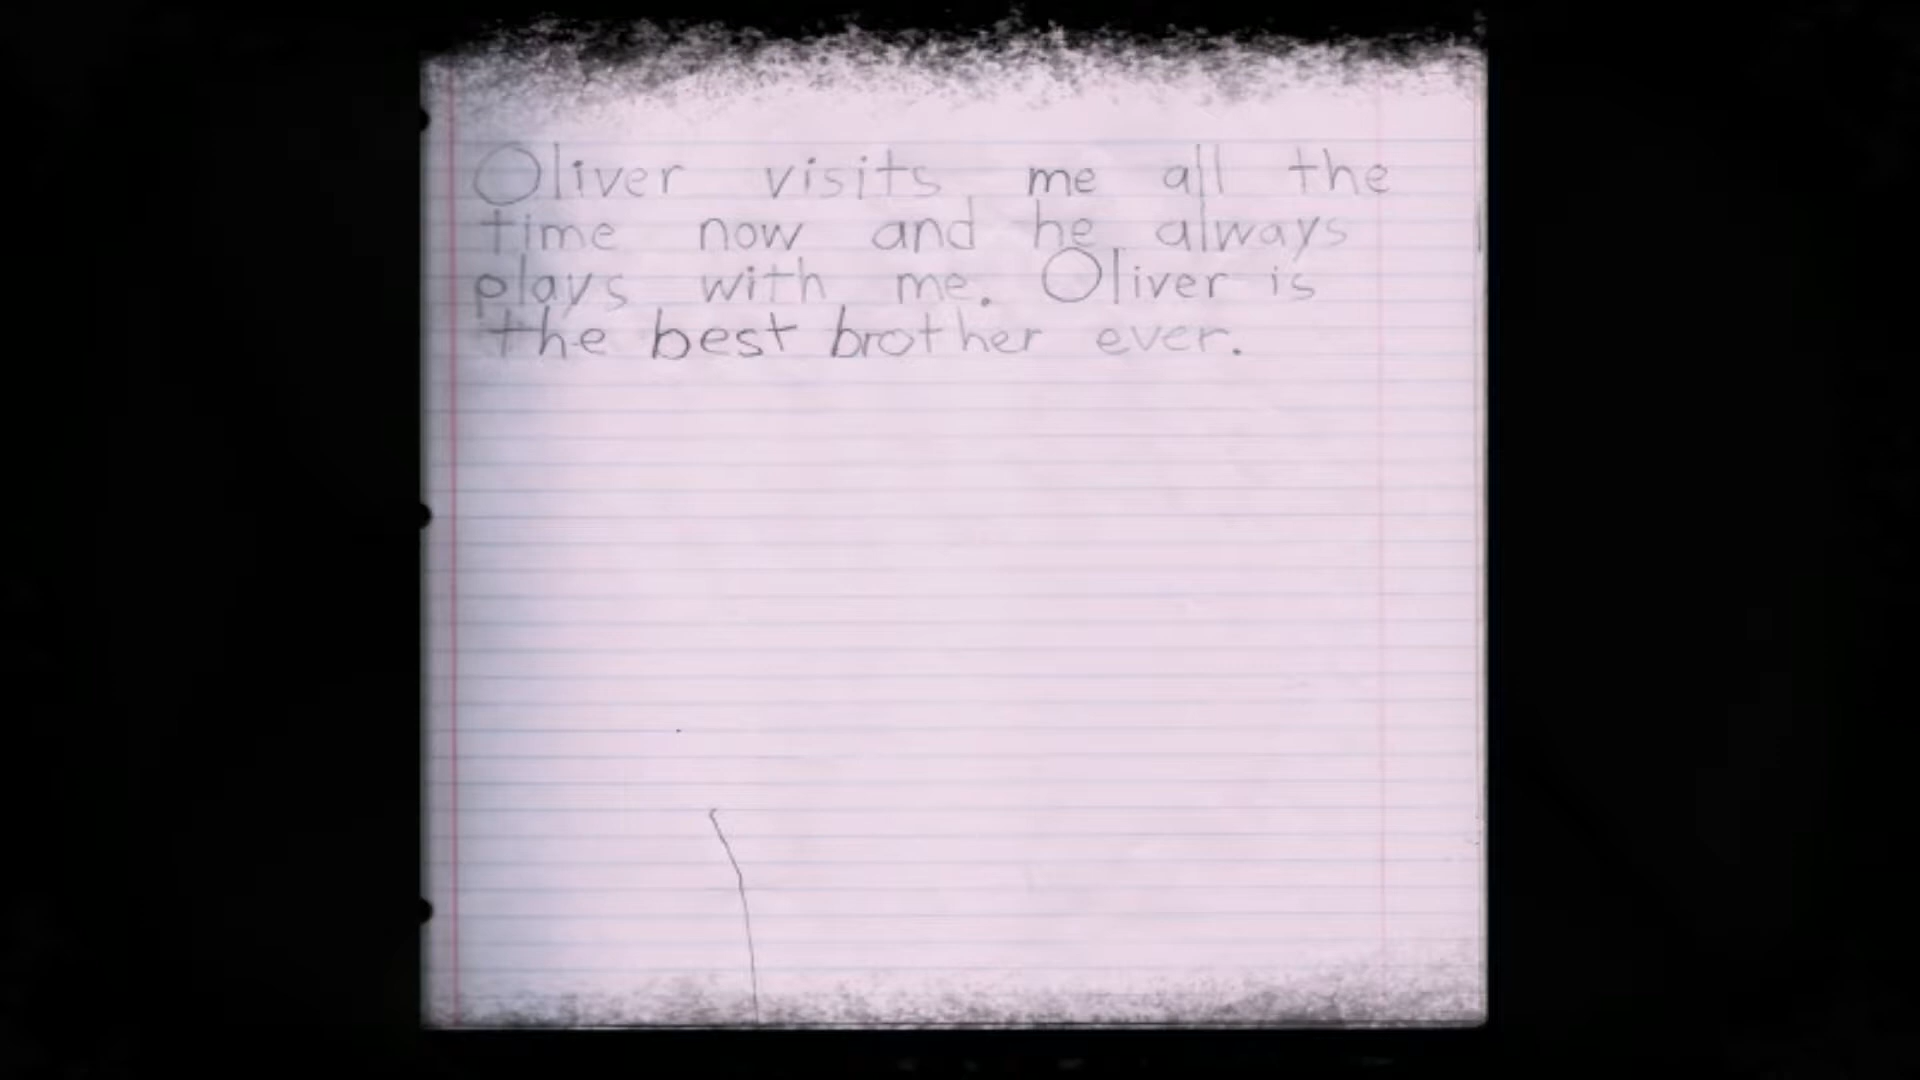 Oliver visits me all the
time now and he always
plays with me. Oliver is
the best brother ever.